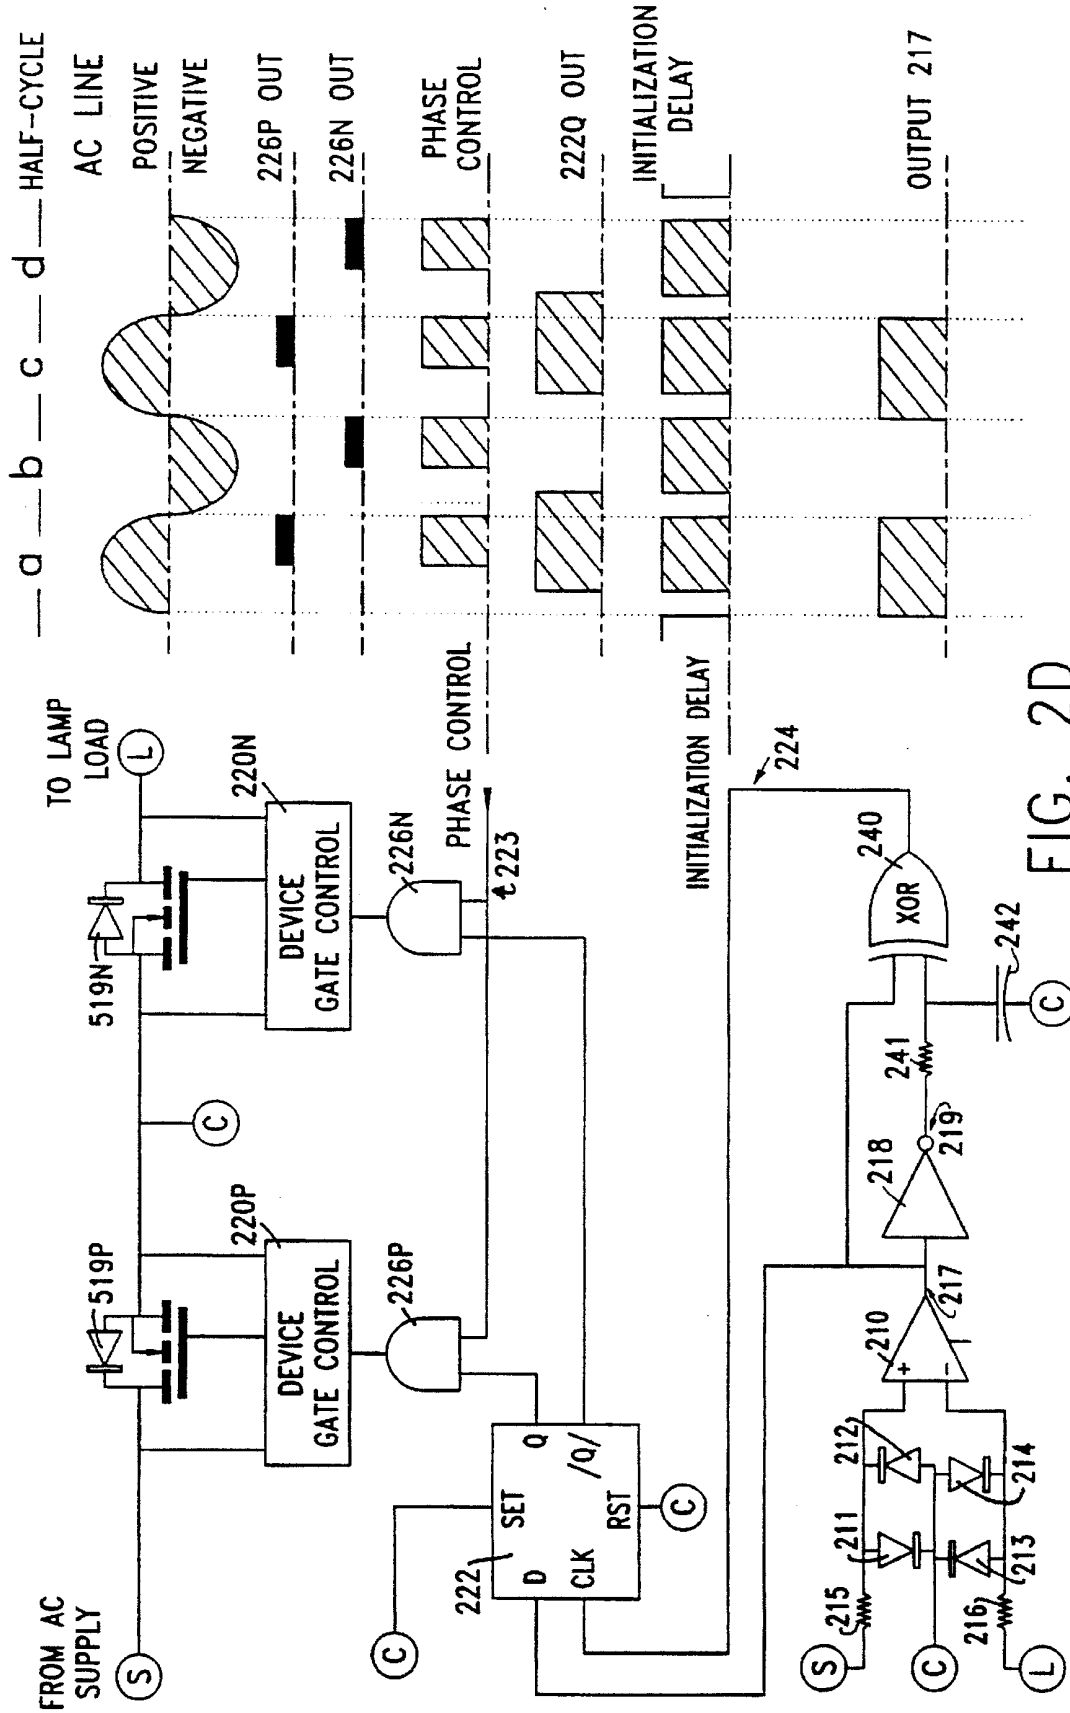 FROM AC
SUPPLY
S
519P
C
519N
TO LAMP
LOAD
L
220P
DEVICE
GATE CONTROL
220N
DEVICE
GATE CONTROL
226P
226N
PHASE CONTROL
223
C
222
SET
D
Q
CLK
/Q/
RST
C
INITIALIZATION DELAY
224
S
215
211
212
C
216
213
214
L
210
+
−
217
218
219
241
240
XOR
242
C
FIG. 2D
a b c d HALF-CYCLE
AC LINE
POSITIVE
NEGATIVE
226P OUT
226N OUT
PHASE
CONTROL
222Q OUT
INITIALIZATION
DELAY
OUTPUT 217